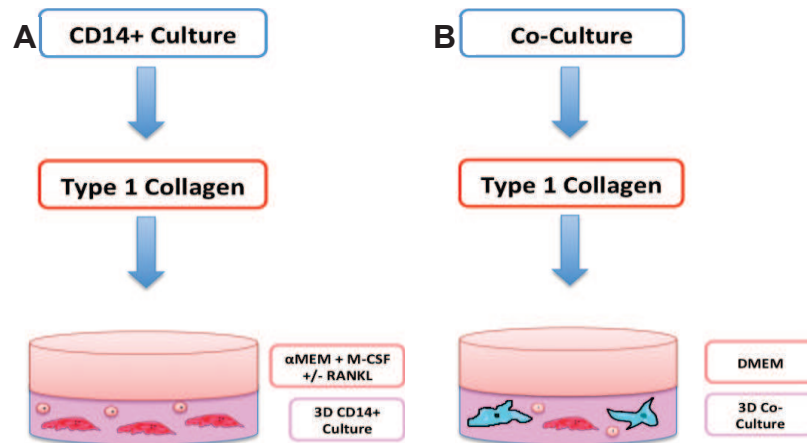 A
CD14+ Culture
Type 1 Collagen
αMEM + M-CSF
+/- RANKL
3D CD14+
Culture
B
Co-Culture
Type 1 Collagen
DMEM
3D Co-
Culture